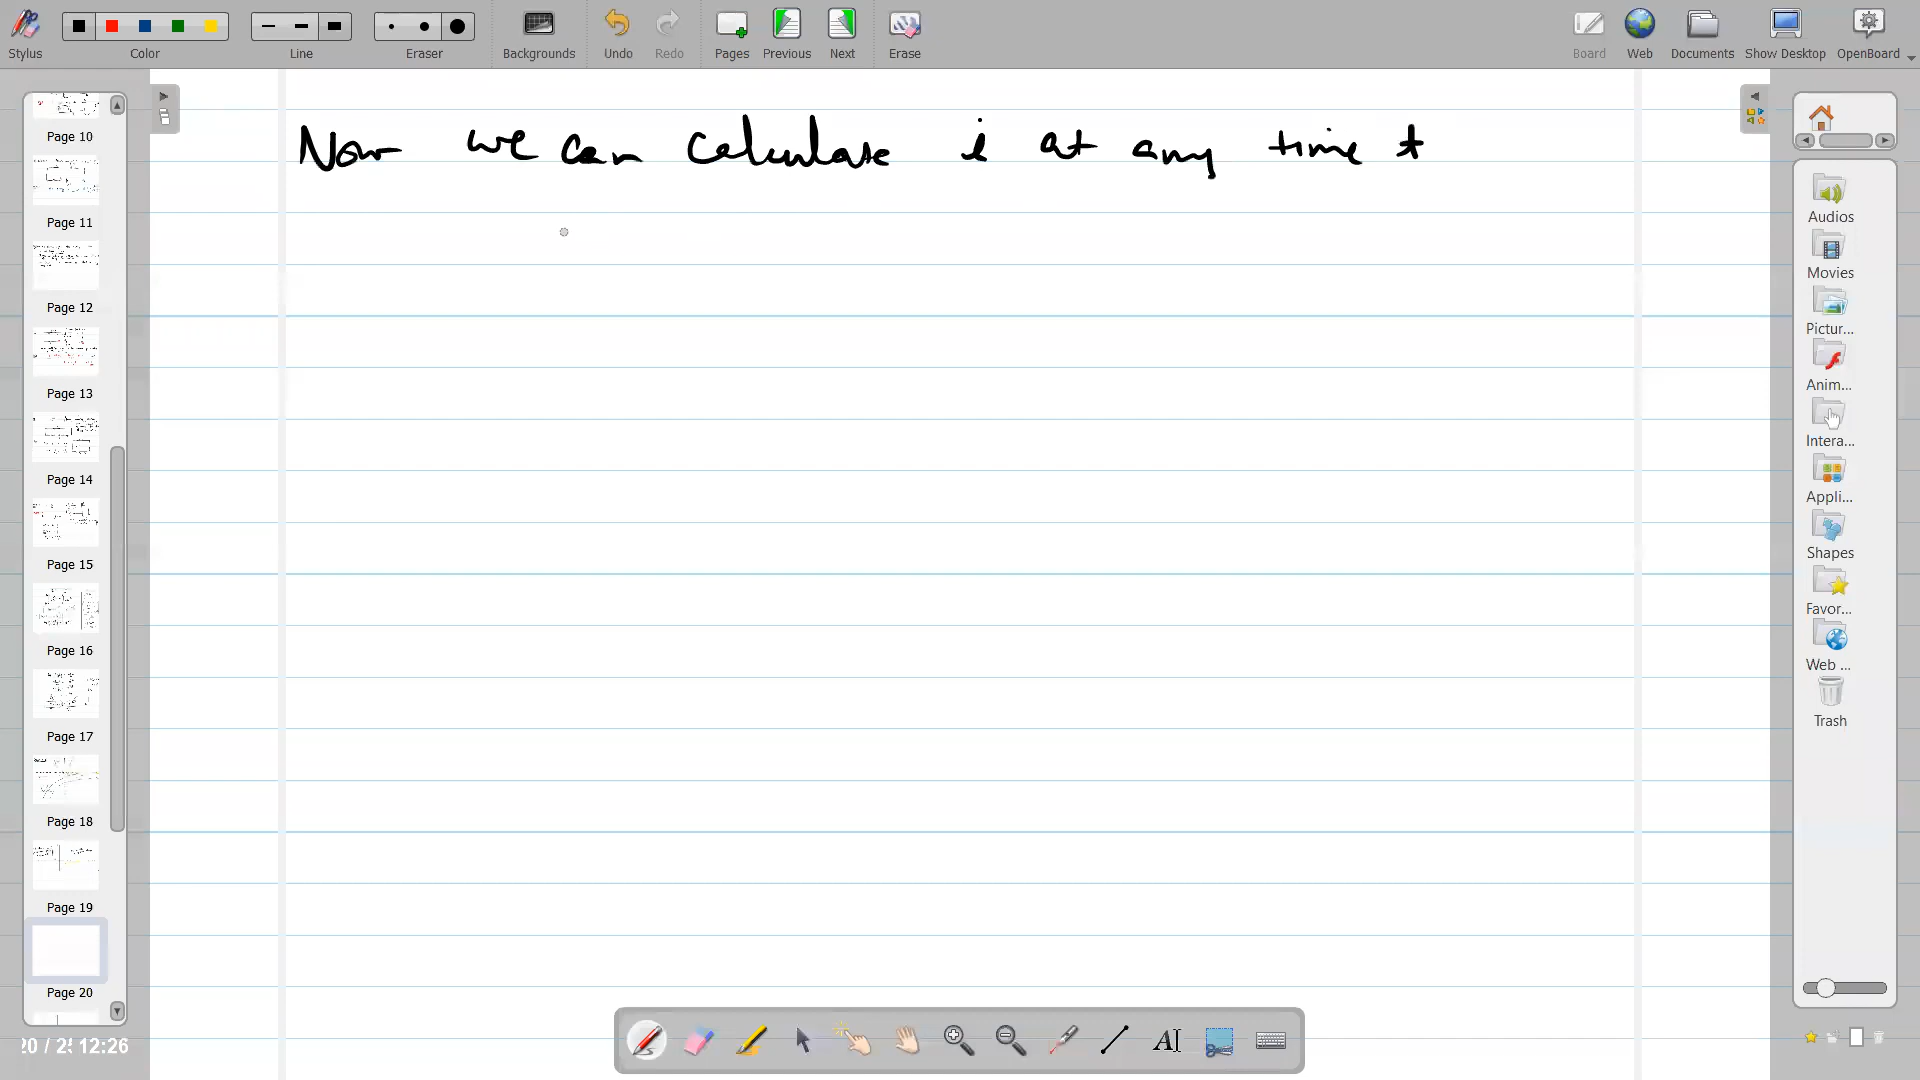 Stylus Color Line Eraser Backgrounds Undo Redo Pages Previous Next Erase Board Web Documents Show Desktop OpenBoard
Now we can calculate i at any time t
Page 10
Page 11
Page 12
Page 13
Page 14
Page 15
Page 16
Page 17
Page 18
Page 19
Page 20
12:26
Audios
Movies
Pictur...
Anim...
Intera...
Appli...
Shapes
Favor...
Web ...
Trash